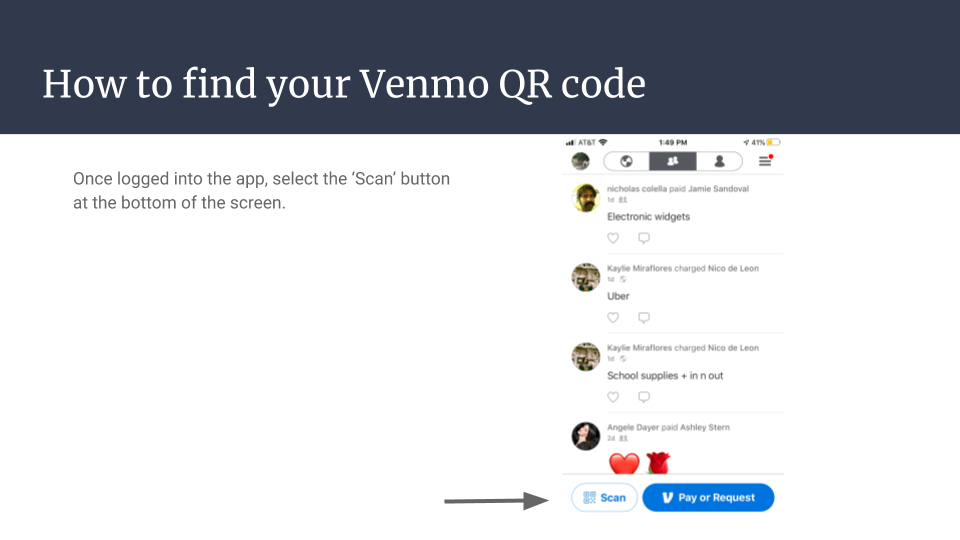 How to find your Venmo QR code
Once logged into the app, select the ‘Scan’ button
at the bottom of the screen.
AT&T 1:49 PM 41%
nicholas colella paid Jamie Sandoval
1d
Electronic widgets
Kaylie Miraflores charged Nico de Leon
1d
Uber
Kaylie Miraflores charged Nico de Leon
1d
School supplies + in n out
Angele Dayer paid Ashley Stern
2d
Scan Pay or Request